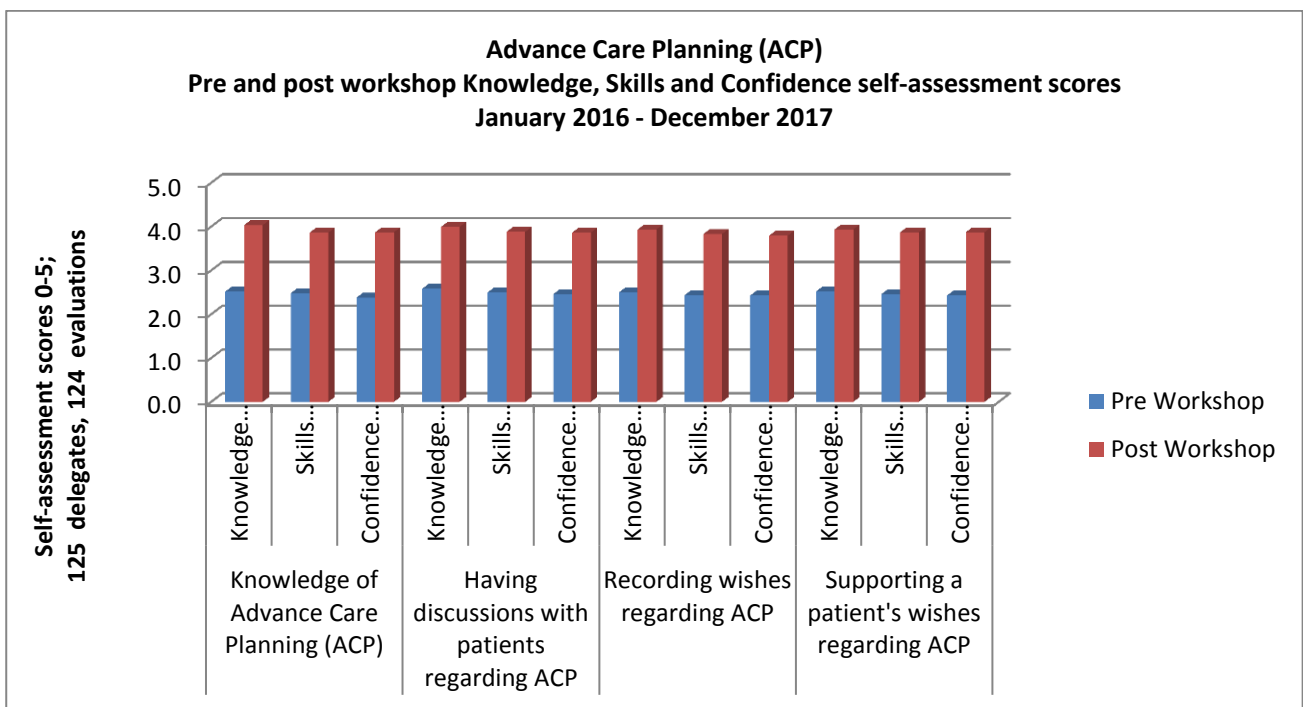 Advance Care Planning (ACP)
Pre and post workshop Knowledge, Skills and Confidence self-assessment scores
January 2016 - December 2017
Self-assessment scores 0-5;
125 delegates, 124 evaluations
5.0
4.0
3.0
2.0
1.0
0.0
Knowledge..
Skills..
Confidence..
Knowledge..
Skills..
Confidence..
Knowledge..
Skills..
Confidence..
Knowledge..
Skills..
Confidence..
Knowledge of
Advance Care
Planning (ACP)
Having
discussions with
patients
regarding ACP
Recording wishes
regarding ACP
Supporting a
patient's wishes
regarding ACP
Pre Workshop
Post Workshop